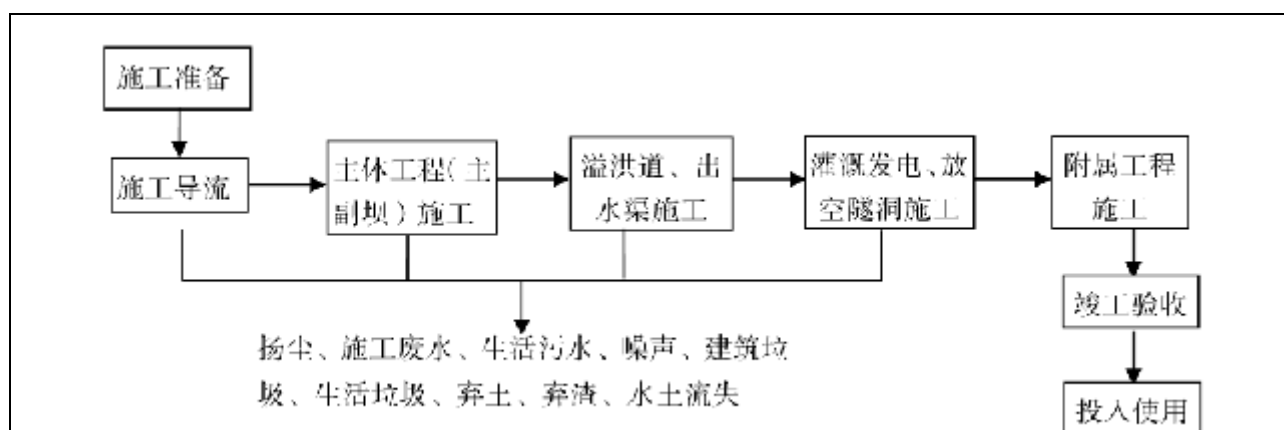 施工准备
施工导流
主体工程（主
副坝）施工
溢洪道、出
水渠施工
灌溉发电、放
空隧洞施工
附属工程
施工
竣工验收
投入使用
扬尘、施工废水、生活污水、噪声、建筑垃
圾、生活垃圾、弃土、弃渣、水土流失